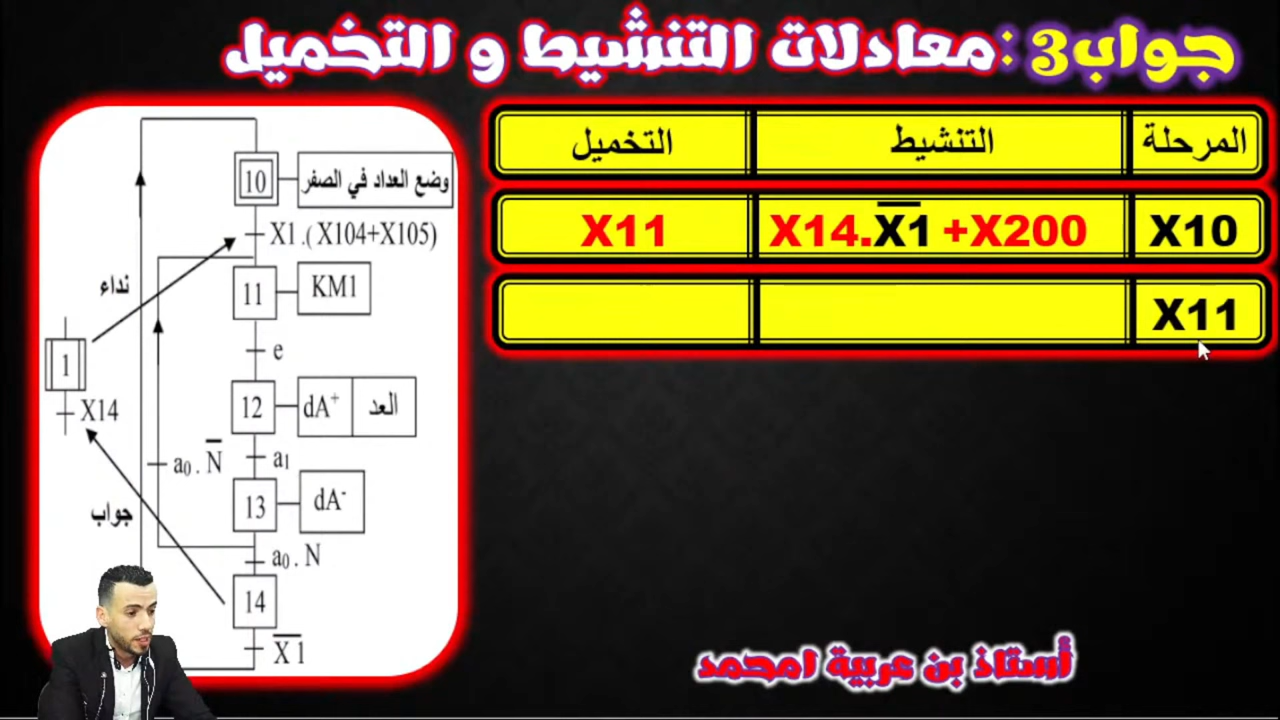 جواب3 : معادلات التنشيط و التخميل
المرحلة التنشيط التخميل
X10 X14.X̅1̅ +X200 X11
X11
10 وضع العداد في الصفر
X1 .( X104+X105)
نداء
11 KM1
e
1
12 dA⁺ العد
X14
a₀ . N̅
a₁
13 dA⁻
جواب
a₀ . N
14
X̅1̅
أستاذ بن عربية امحمد